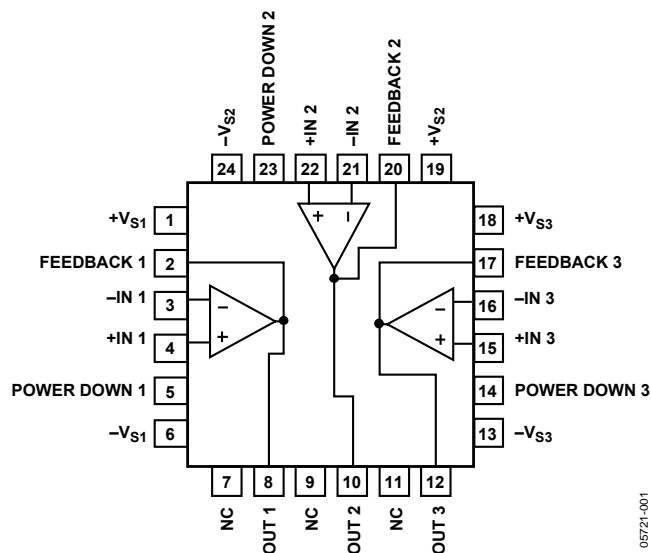 −VS2
POWER DOWN 2
+IN 2
−IN 2
FEEDBACK 2
+VS2
24 23 22 21 20 19
+VS1 1
FEEDBACK 1 2
−IN 1 3
+IN 1 4
POWER DOWN 1 5
−VS1 6
+ −
− +
− +
18 +VS3
17 FEEDBACK 3
16 −IN 3
15 +IN 3
14 POWER DOWN 3
13 −VS3
7 8 9 10 11 12
NC
OUT 1
NC
OUT 2
NC
OUT 3
05721-001